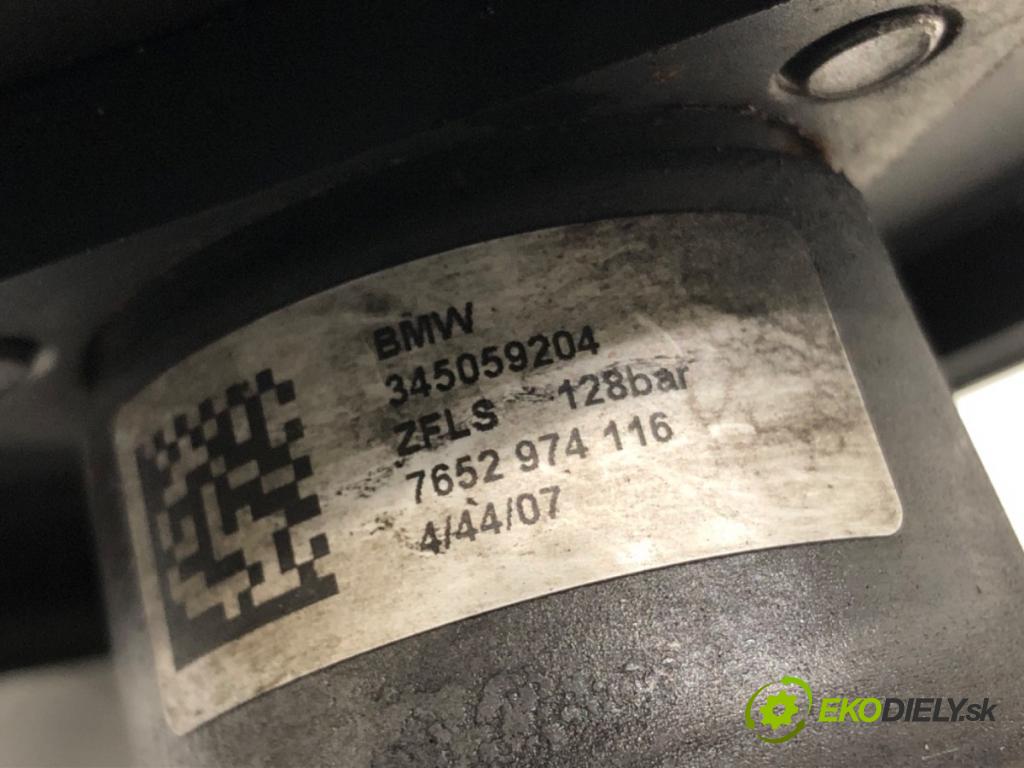 BMW
345059204
ZFLS 128bar
7652 974 116
4/44/07
EKODIELY.sk